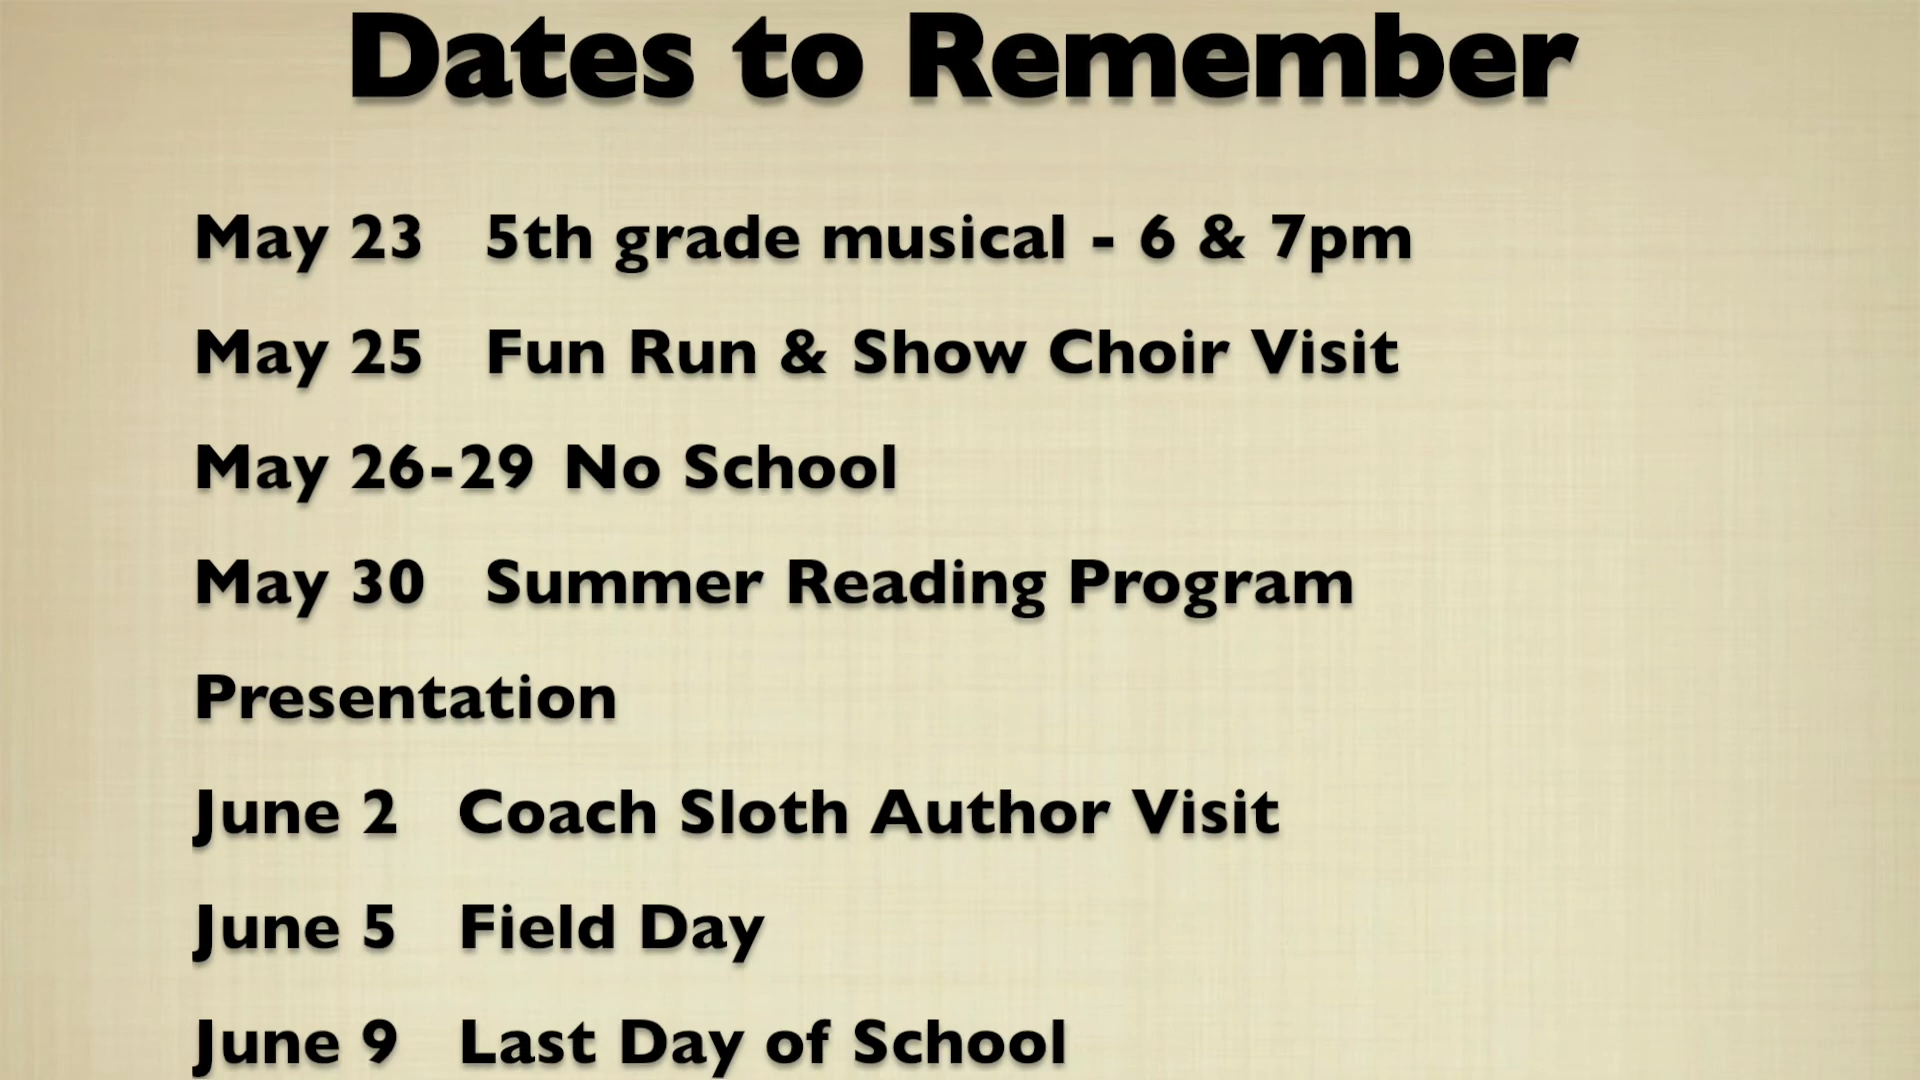 Dates to Remember
May 23 5th grade musical - 6 & 7pm
May 25 Fun Run & Show Choir Visit
May 26-29 No School
May 30 Summer Reading Program
Presentation
June 2 Coach Sloth Author Visit
June 5 Field Day
June 9 Last Day of School